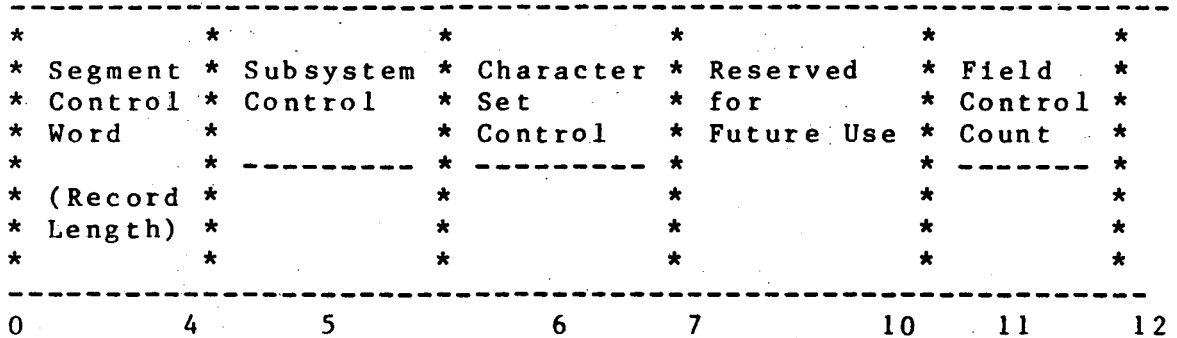 ------------------------------------------------------------
* * * * * *
* Segment * Subsystem * Character * Reserved * Field *
* Control * Control * Set * for * Control *
* Word * * Control * Future Use * Count *
* * --------- * --------- * * ------- *
* (Record * * * * *
* Length) * * * * *
* * * * * *
------------------------------------------------------------
0 4 5 6 7 10 11 12